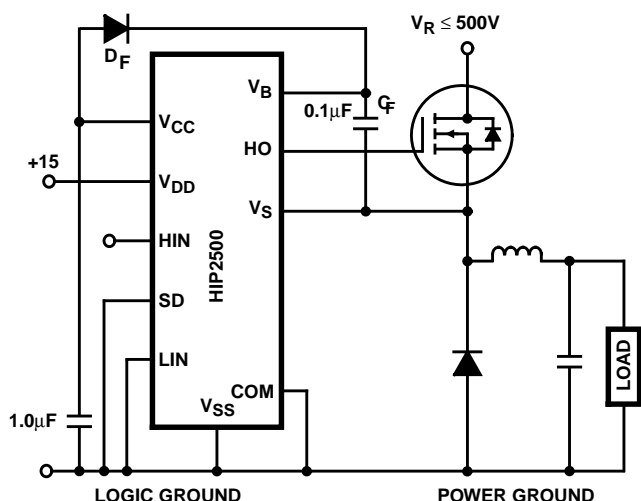 V_R ≤ 500V
D_F
V_B
0.1μF
C_F
V_CC
HO
+15
V_DD
V_S
HIN
HIP2500
SD
LIN
LOAD
COM
V_SS
1.0μF
LOGIC GROUND
POWER GROUND